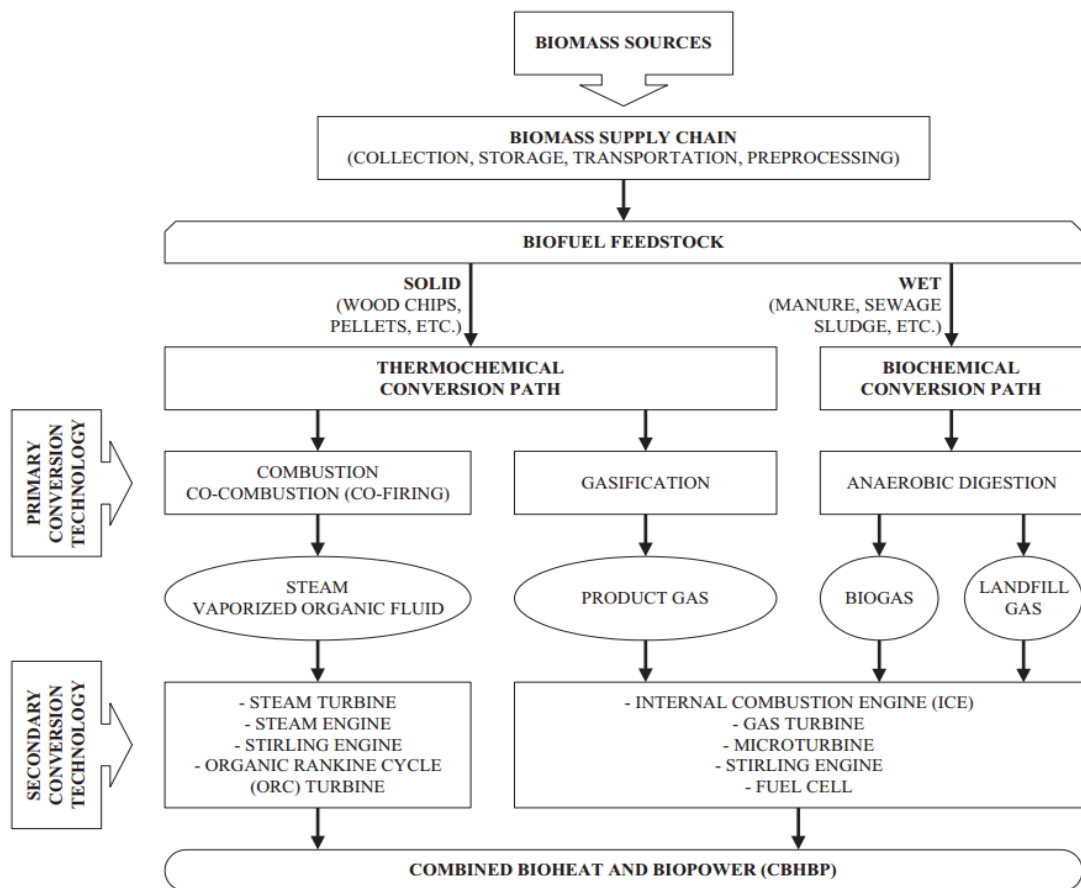 BIOMASS SOURCES
BIOMASS SUPPLY CHAIN
(COLLECTION, STORAGE, TRANSPORTATION, PREPROCESSING)
BIOFUEL FEEDSTOCK
SOLID
(WOOD CHIPS,
PELLETS, ETC.)
WET
(MANURE, SEWAGE
SLUDGE, ETC.)
THERMOCHEMICAL
CONVERSION PATH
BIOCHEMICAL
CONVERSION PATH
PRIMARY
CONVERSION
TECHNOLOGY
COMBUSTION
CO-COMBUSTION (CO-FIRING)
GASIFICATION
ANAEROBIC DIGESTION
STEAM
VAPORIZED ORGANIC FLUID
PRODUCT GAS
BIOGAS
LANDFILL
GAS
SECONDARY
CONVERSION
TECHNOLOGY
- STEAM TURBINE
- STEAM ENGINE
- STIRLING ENGINE
- ORGANIC RANKINE CYCLE
(ORC) TURBINE
- INTERNAL COMBUSTION ENGINE (ICE)
- GAS TURBINE
- MICROTURBINE
- STIRLING ENGINE
- FUEL CELL
COMBINED BIOHEAT AND BIOPOWER (CBHBP)